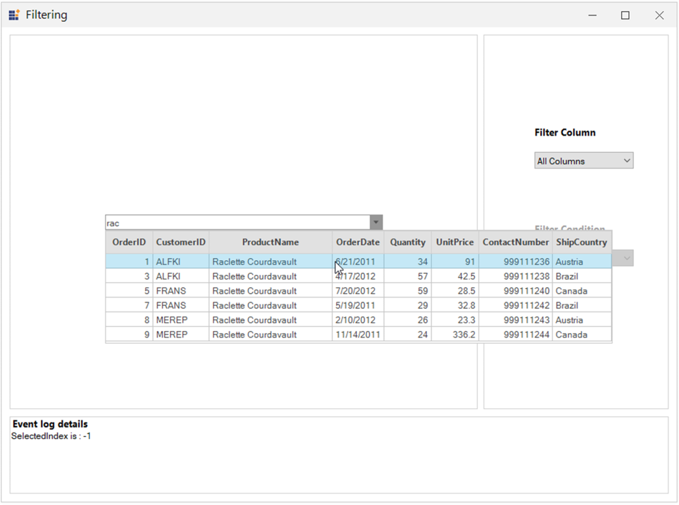 Filtering
Filter Column
All Columns
rac
Filter Condition
OrderID CustomerID ProductName OrderDate Quantity UnitPrice ContactNumber ShipCountry
1 ALFKI Raclette Courdavault 6/21/2011 34 91 999111236 Austria
3 ALFKI Raclette Courdavault 4/17/2012 57 42.5 999111238 Brazil
5 FRANS Raclette Courdavault 7/20/2012 59 28.5 999111240 Canada
7 FRANS Raclette Courdavault 5/19/2011 29 32.8 999111242 Brazil
8 MEREP Raclette Courdavault 2/10/2012 26 23.3 999111243 Austria
9 MEREP Raclette Courdavault 11/14/2011 24 336.2 999111244 Canada
Event log details
SelectedIndex is : -1